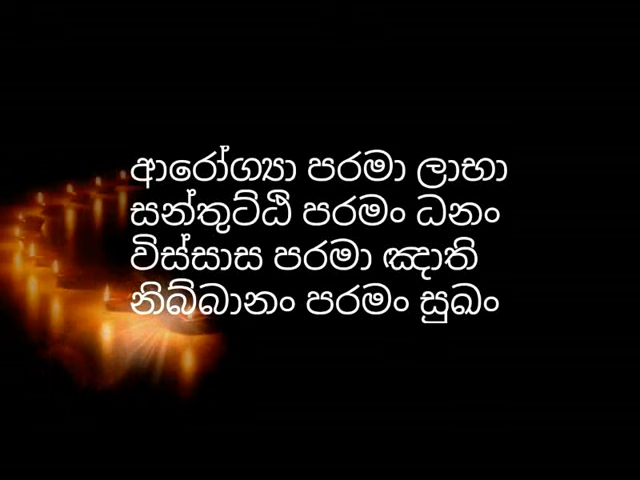 ආරෝග්‍යා පරමා ලාභා
සන්තුට්ඨි පරමං ධනං
විස්සාස පරමා ඤාති
නිබ්බානං පරමං සුඛං